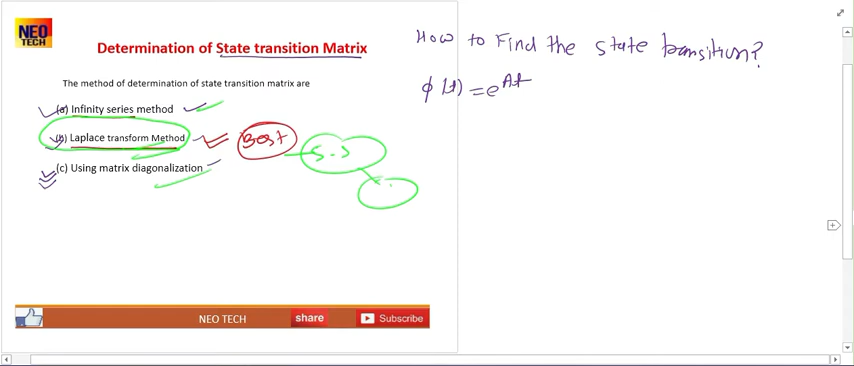 NEO
TECH
Determination of State transition Matrix
The method of determination of state transition matrix are
(a) Infinity series method
(b) Laplace transform Method
(c) Using matrix diagonalization
Best
NEO TECH
share
Subscribe
How to Find the state transition?
ϕ(t) = e^At